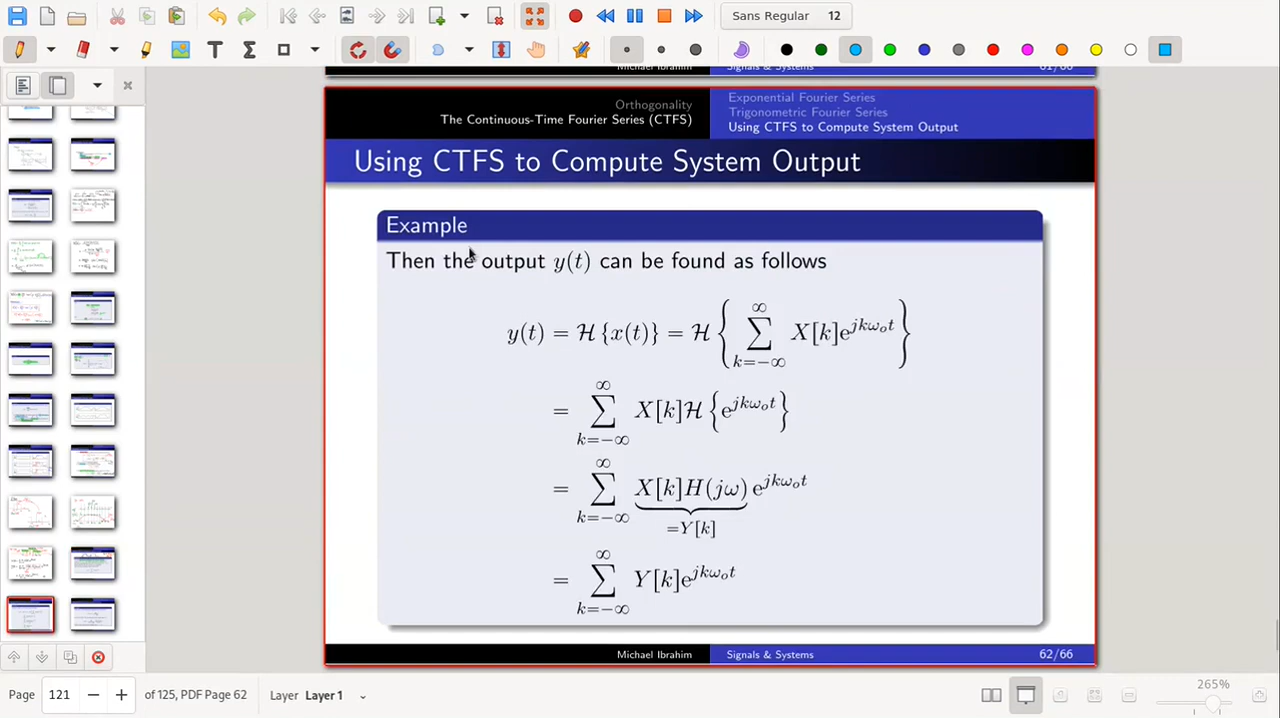 Sans Regular 12
Michael Ibrahim Signals & Systems 61/66
Orthogonality
The Continuous-Time Fourier Series (CTFS)
Exponential Fourier Series
Trigonometric Fourier Series
Using CTFS to Compute System Output
Using CTFS to Compute System Output
Example
Then the output y(t) can be found as follows
y(t) = ℋ {x(t)} = ℋ { ∑_{k=−∞}^{∞} X[k]e^{jkω_o t} }
= ∑_{k=−∞}^{∞} X[k]ℋ { e^{jkω_o t} }
= ∑_{k=−∞}^{∞} X[k]H(jω) e^{jkω_o t}
=Y[k]
= ∑_{k=−∞}^{∞} Y[k]e^{jkω_o t}
Michael Ibrahim Signals & Systems 62/66
Page 121 of 125, PDF Page 62 Layer Layer 1 265%